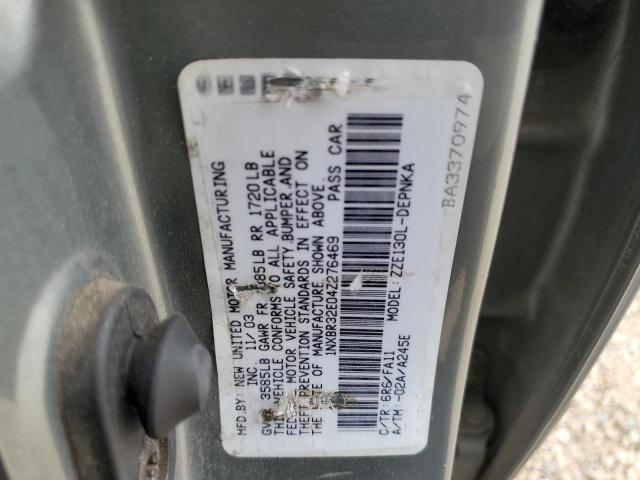 MFD.BY: NEW UNITED MOTOR MANUFACTURING
INC. 11/03
3585LB GAWR FR 1885LB RR 1720LB
THIS VEHICLE CONFORMS TO ALL APPLICABLE
MOTOR VEHICLE SAFETY,BUMPER,AND
THEFT PREVENTION STANDARDS IN EFFECT ON
THE DATE OF MANUFACTURE SHOWN ABOVE.
1NXBR32E04Z276469 PASS CAR
MODEL: ZZE130L-DEPNKA
C/TR: 6R6/FA11
A/TM: -02A/A245E
BA3370974